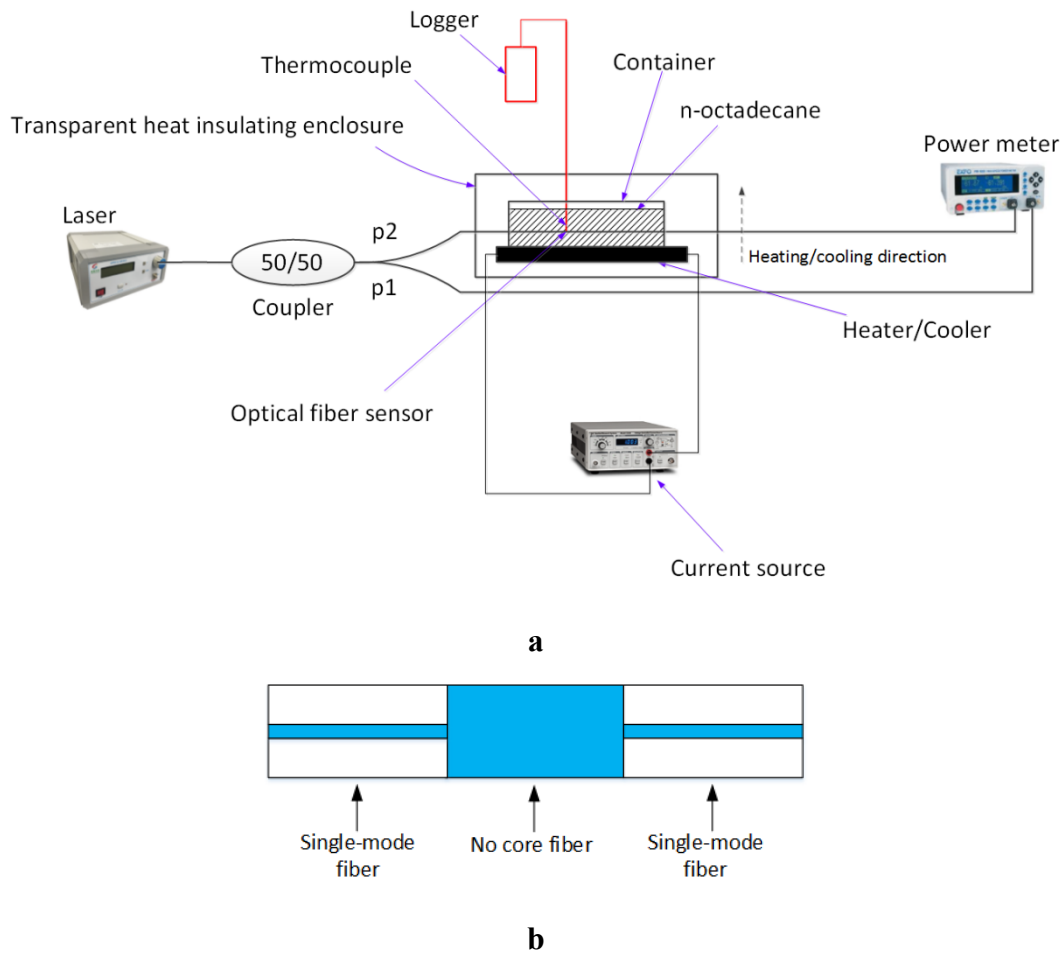 Logger
Thermocouple
Container
Transparent heat insulating enclosure
n-octadecane
Power meter
Laser
p2
50/50
p1
Coupler
Heating/cooling direction
Heater/Cooler
Optical fiber sensor
Current source
a
Single-mode
fiber
No core fiber
Single-mode
fiber
b